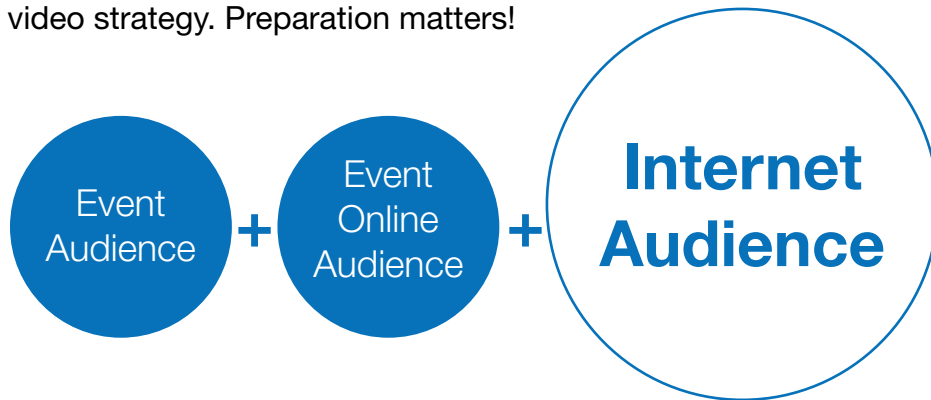 video strategy. Preparation matters!
Event
Audience
+
Event
Online
Audience
+
Internet
Audience